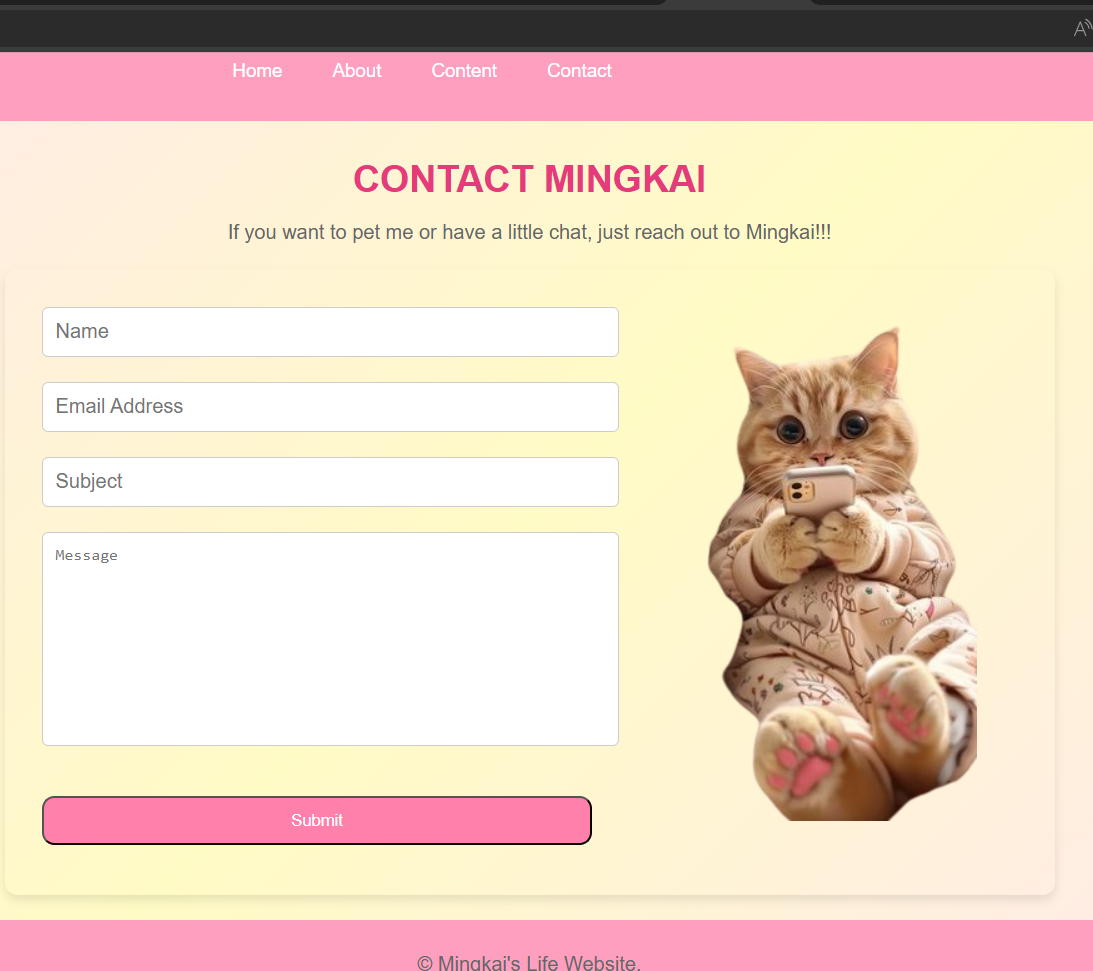 Home About Content Contact
CONTACT MINGKAI
If you want to pet me or have a little chat, just reach out to Mingkai!!!
Name
Email Address
Subject
Message
Submit
© Mingkai's Life Website.